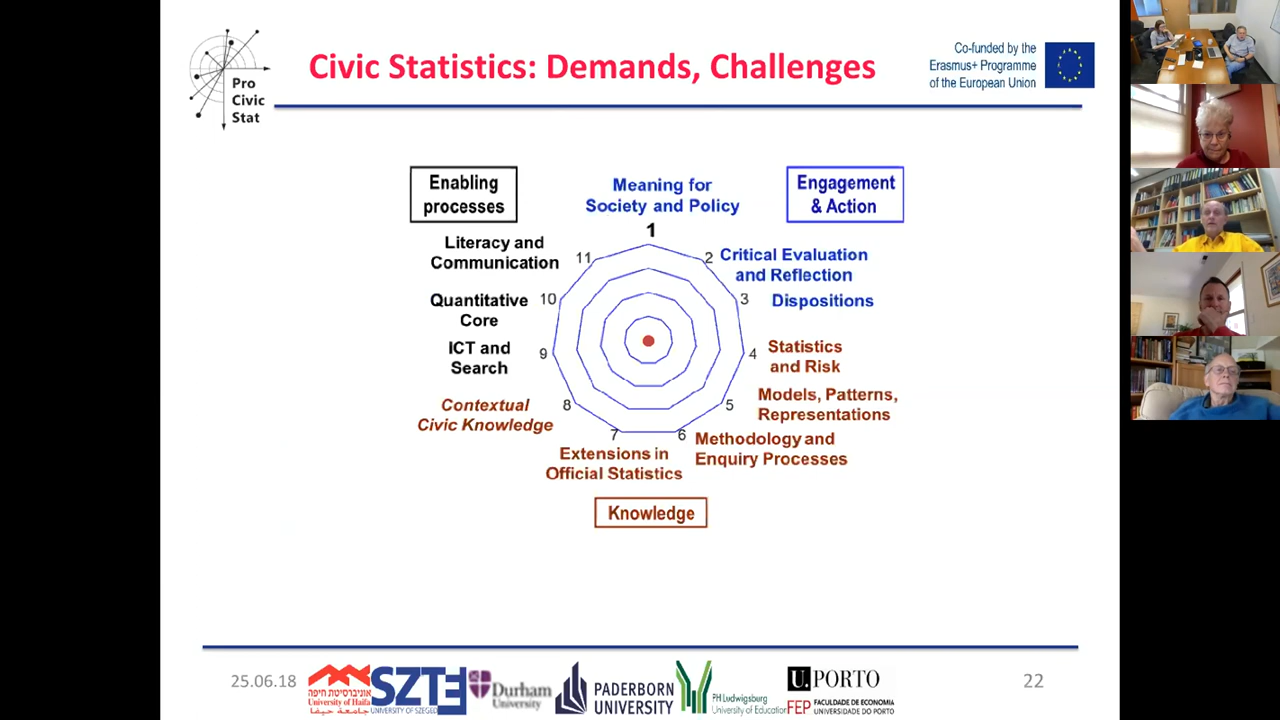 Civic Statistics: Demands, Challenges
Co-funded by the
Erasmus+ Programme
of the European Union
Pro
Civic
Stat
Enabling
processes
Meaning for
Society and Policy
Engagement
& Action
1
Literacy and
Communication
11
2
Critical Evaluation
and Reflection
Quantitative
Core
10
3
Dispositions
ICT and
Search
9
4
Statistics
and Risk
Contextual
Civic Knowledge
8
5
Models, Patterns,
Representations
7
6
Methodology and
Enquiry Processes
Extensions in
Official Statistics
Knowledge
25.06.18
אוניברסיטת חיפה
University of Haifa
جامعة حيفا
SZTE
UNIVERSITY OF SZEGED
Durham
University
PADERBORN
UNIVERSITY
PH Ludwigsburg
University of Education
U.PORTO
FEP FACULDADE DE ECONOMIA
UNIVERSIDADE DO PORTO
22